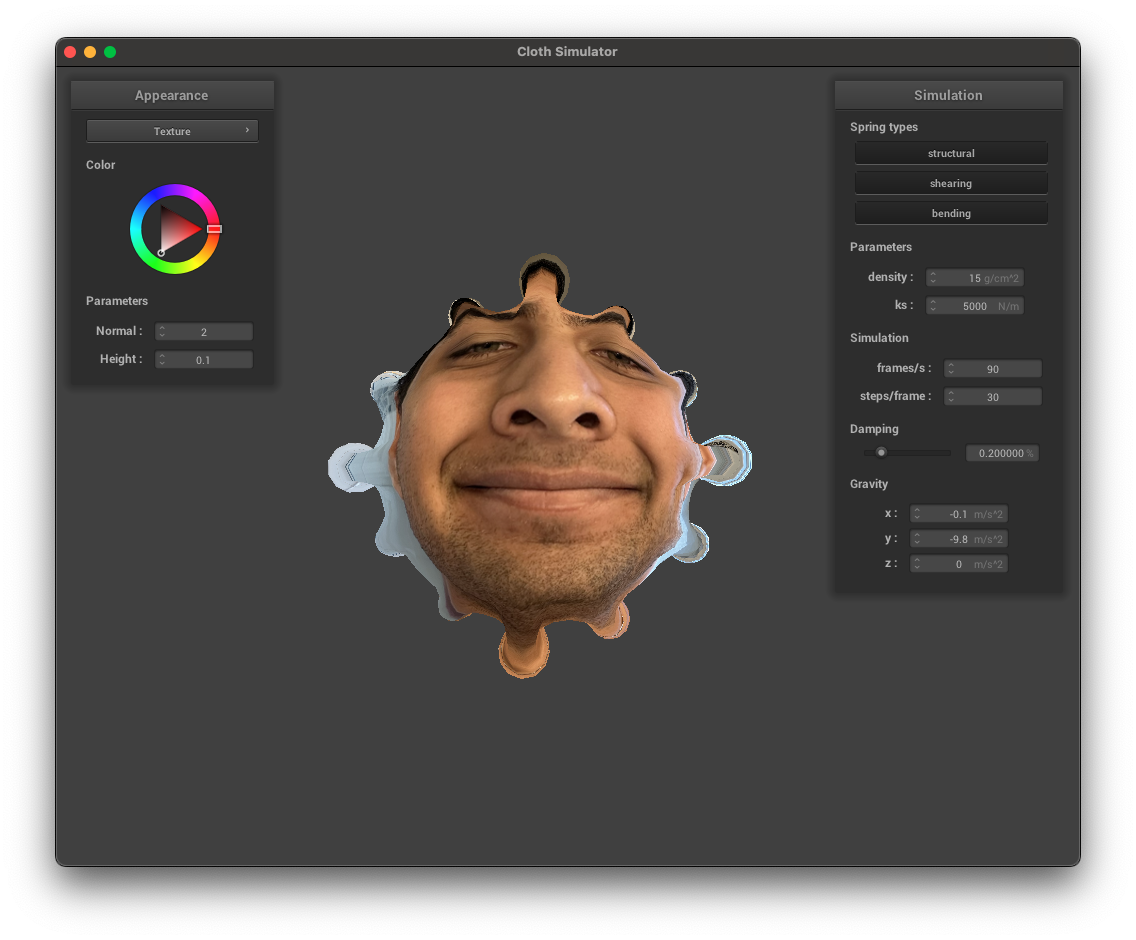 Cloth Simulator
Appearance
Texture
Color
Parameters
Normal : 2
Height : 0.1
Simulation
Spring types
structural
shearing
bending
Parameters
density : 15 g/cm^2
ks : 5000 N/m
Simulation
frames/s : 90
steps/frame : 30
Damping
0.200000 %
Gravity
x : -0.1 m/s^2
y : -9.8 m/s^2
z : 0 m/s^2